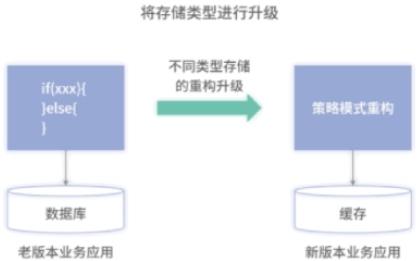 将存储类型进行升级
if(xxx){
}else{
}
不同类型存储
的重构升级
策略模式重构
数据库
缓存
老版本业务应用
新版本业务应用